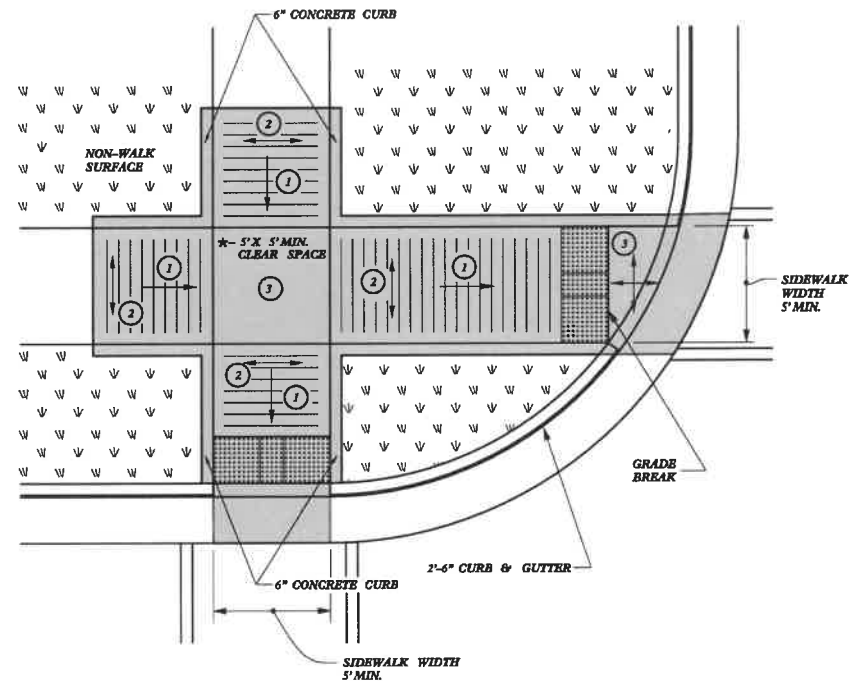 6" CONCRETE CURB
2
NON-WALK
SURFACE
1
*- 5' X 5' MIN.
CLEAR SPACE
3
1
2
3
2
1
SIDEWALK
WIDTH
5' MIN.
2
1
GRADE
BREAK
2'-6" CURB & GUTTER
6" CONCRETE CURB
SIDEWALK WIDTH
5' MIN.